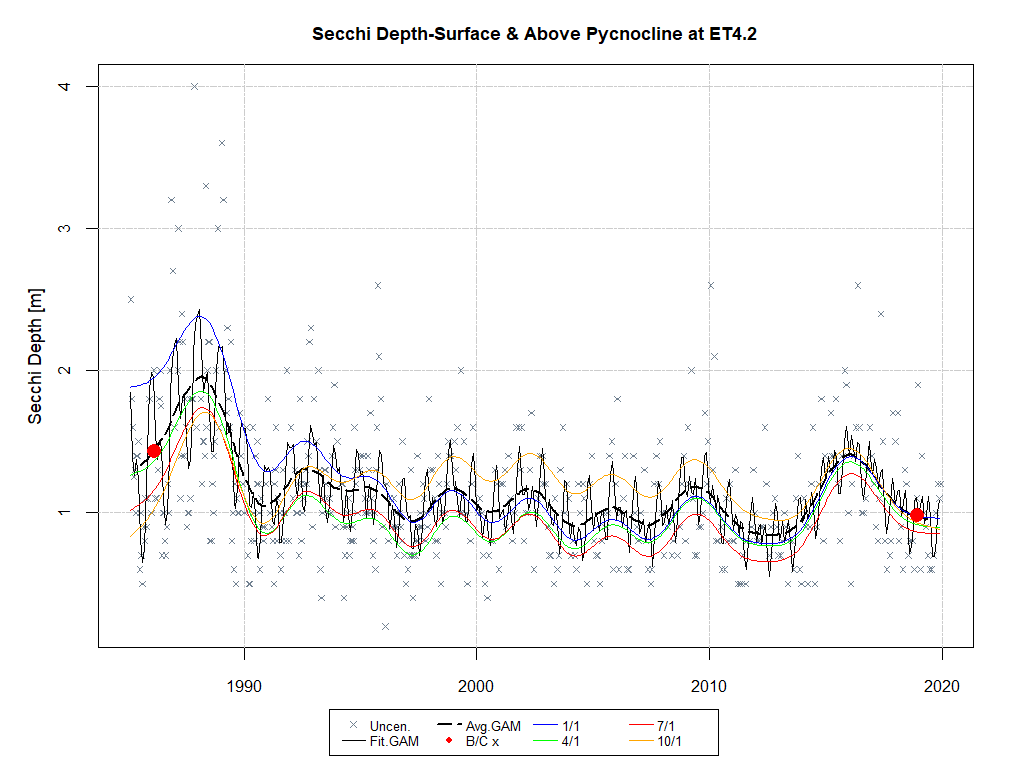 Secchi Depth-Surface & Above Pycnocline at ET4.2
4
3
2
1
Secchi Depth [m]
1990 2000 2010 2020
Uncen. Avg.GAM 1/1 7/1
Fit.GAM B/C x 4/1 10/1